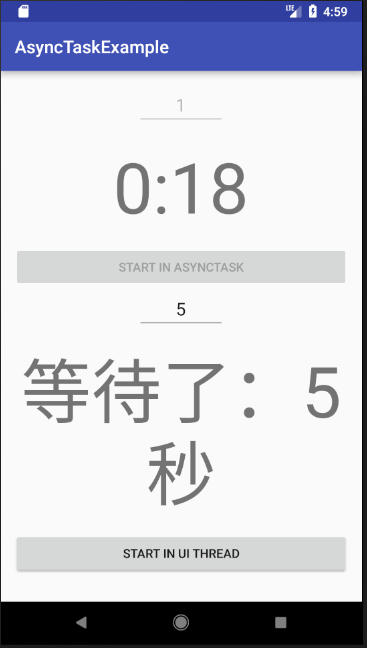 LTE 4:59
AsyncTaskExample
1
0:18
START IN ASYNCTASK
5
等待了：5
秒
START IN UI THREAD